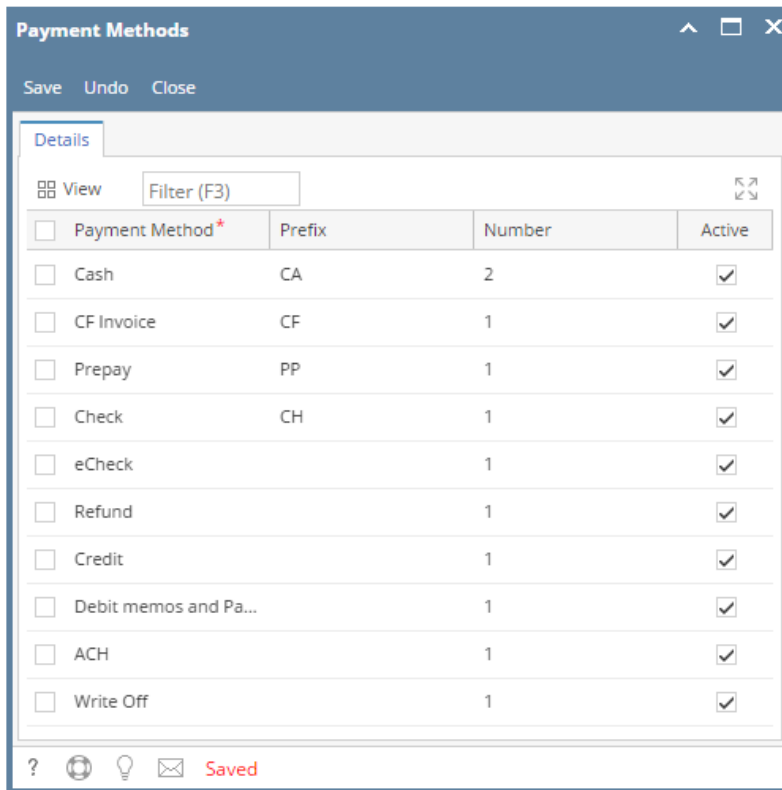 Payment Methods
Save Undo Close
Details
View Filter (F3)
Payment Method* Prefix Number Active
Cash CA 2
CF Invoice CF 1
Prepay PP 1
Check CH 1
eCheck 1
Refund 1
Credit 1
Debit memos and Pa... 1
ACH 1
Write Off 1
? Saved